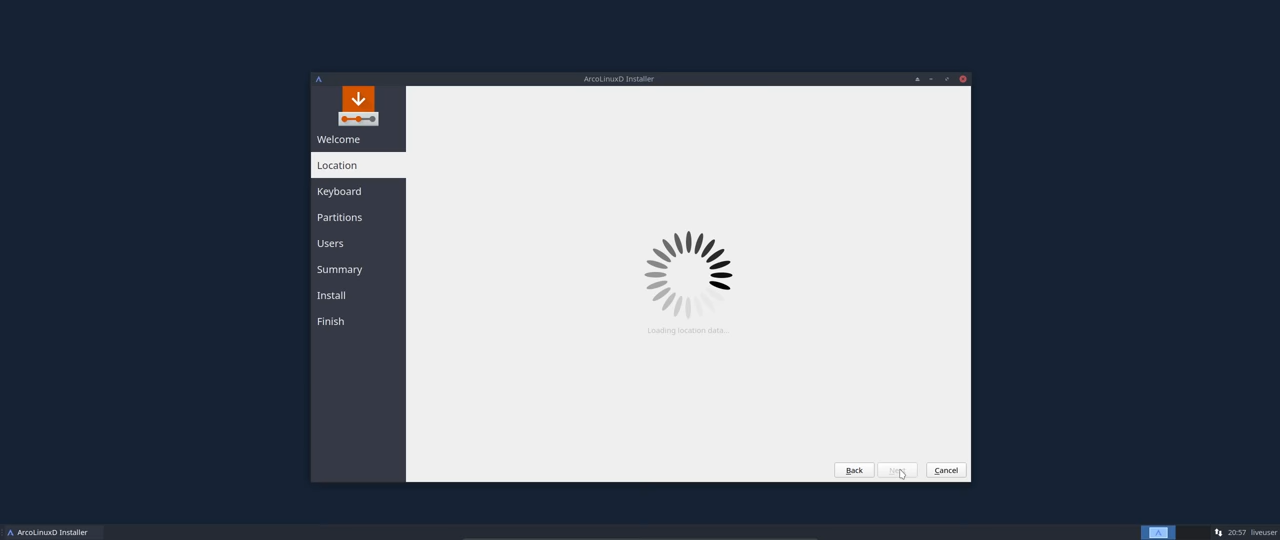 ArcoLinuxD Installer
Welcome
Location
Keyboard
Partitions
Users
Summary
Install
Finish
Loading location data...
Back
Cancel
ArcoLinuxD Installer
20:57 liveuser